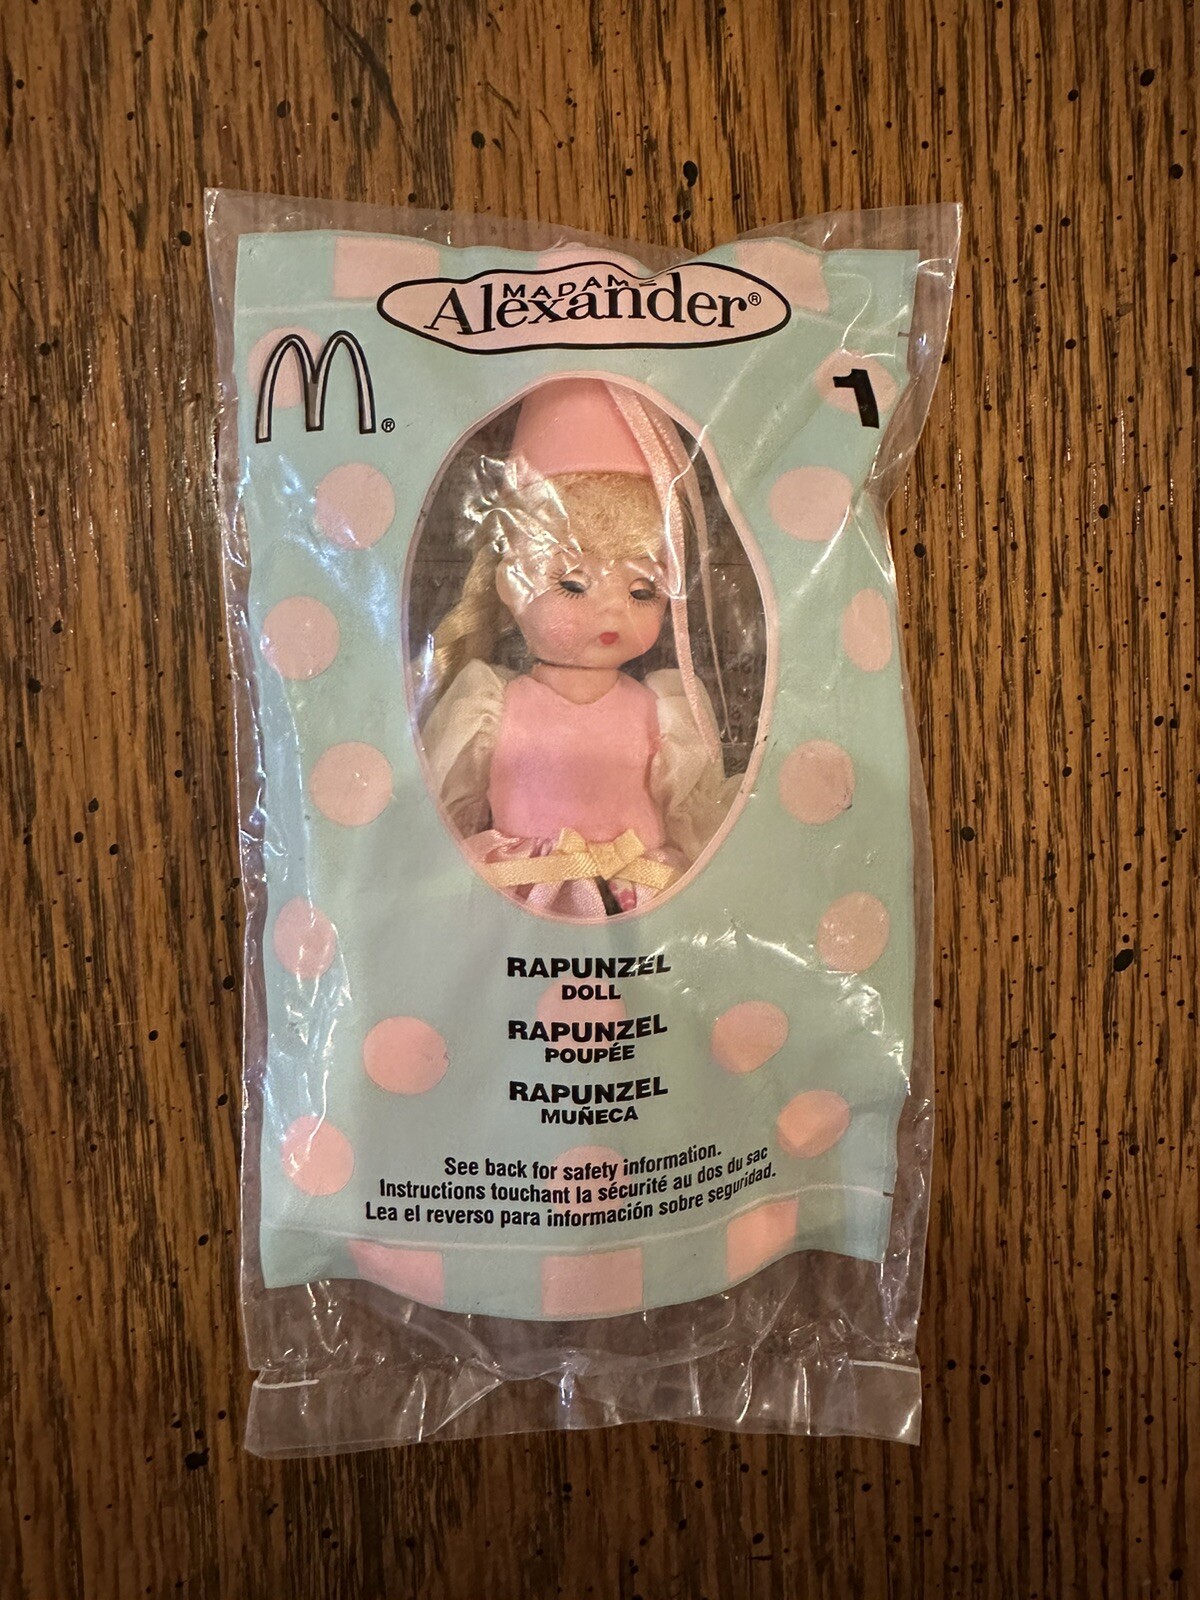 MADAME
Alexander®
M®
1
RAPUNZEL
DOLL
RAPUNZEL
POUPÉE
RAPUNZEL
MUÑECA
See back for safety information.
Instructions touchant la sécurité au dos du sac
Lea el reverso para información sobre seguridad.